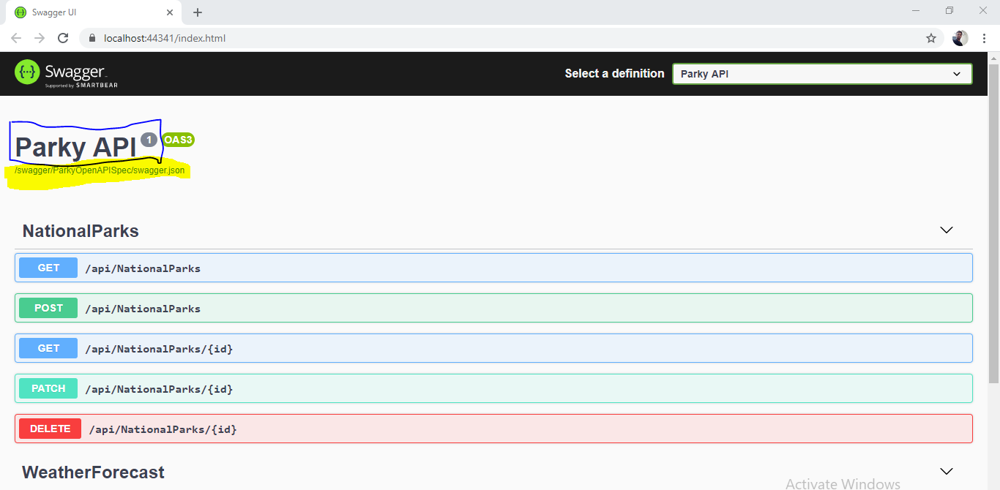 Swagger UI
localhost:44341/index.html
{···} Swagger
Supported by SMARTBEAR
Select a definition Parky API
Parky API 1 OAS3
/swagger/ParkyOpenAPISpec/swagger.json
NationalParks
GET /api/NationalParks
POST /api/NationalParks
GET /api/NationalParks/{id}
PATCH /api/NationalParks/{id}
DELETE /api/NationalParks/{id}
WeatherForecast
Activate Windows